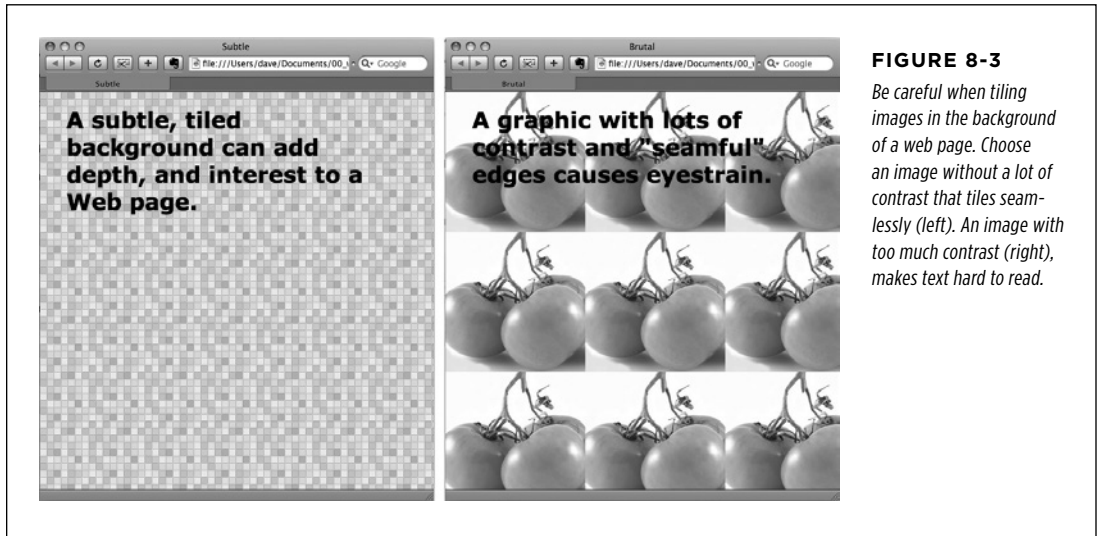 Subtle
file:///Users/dave/Documents/00_
Google
Subtle
A subtle, tiled
background can add
depth, and interest to a
Web page.
Brutal
file:///Users/dave/Documents/00_
Google
Brutal
A graphic with lots of
contrast and "seamful"
edges causes eyestrain.
FIGURE 8-3
Be careful when tiling
images in the background
of a web page. Choose
an image without a lot of
contrast that tiles seam-
lessly (left). An image with
too much contrast (right),
makes text hard to read.